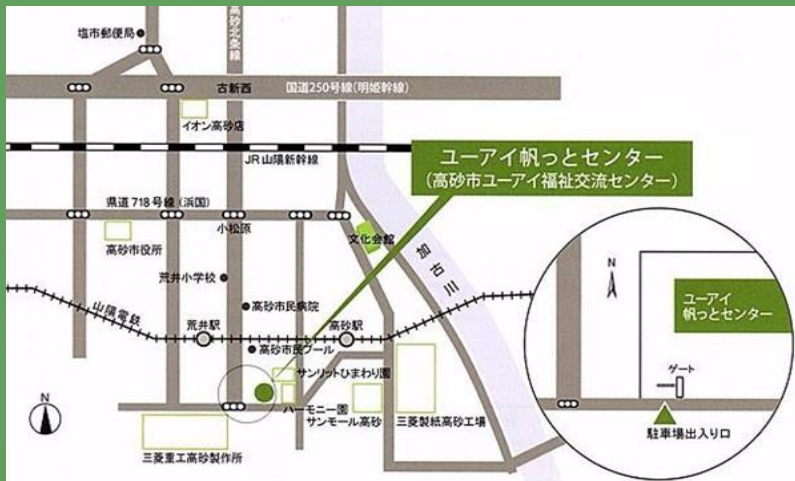 塩市郵便局
高砂北条線
古新西
国道250号線(明姫幹線)
イオン高砂店
JR山陽新幹線
ユーアイ帆っとセンター
(高砂市ユーアイ福祉交流センター)
県道718号線(浜国)
小松原
高砂市役所
文化会館
加古川
荒井小学校
高砂市民病院
山陽電鉄
荒井駅
高砂駅
高砂市民プール
サンリットひまわり園
ハーモニー園
サンモール高砂
三菱製紙高砂工場
三菱重工高砂製作所
N
N
ユーアイ
帆っとセンター
ゲート
駐車場出入り口